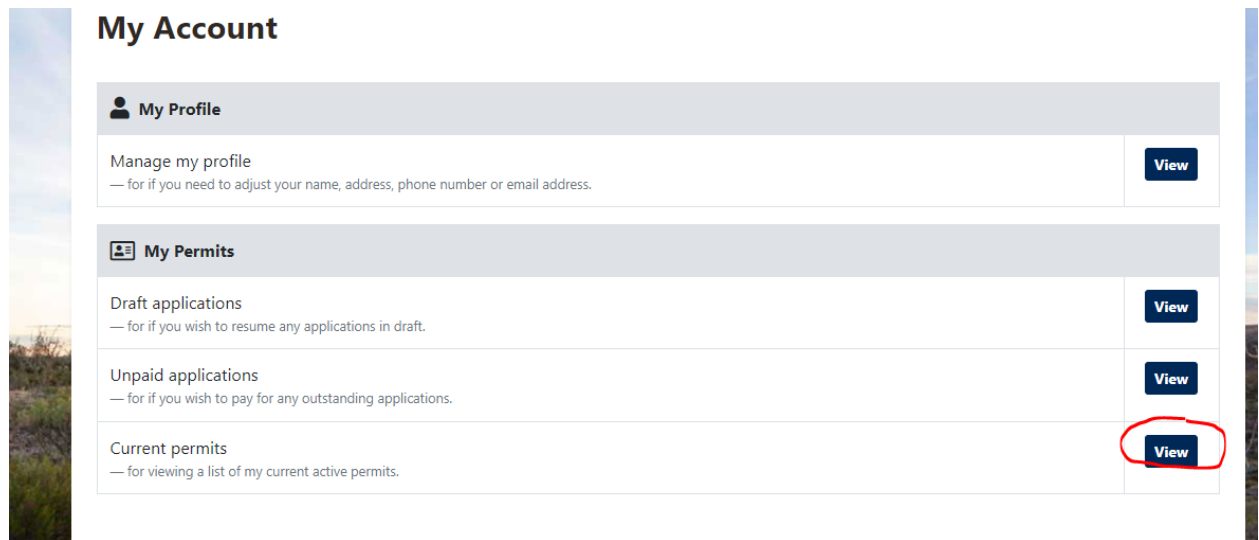 My Account
My Profile
Manage my profile
— for if you need to adjust your name, address, phone number or email address.
View
My Permits
Draft applications
— for if you wish to resume any applications in draft.
View
Unpaid applications
— for if you wish to pay for any outstanding applications.
View
Current permits
— for viewing a list of my current active permits.
View